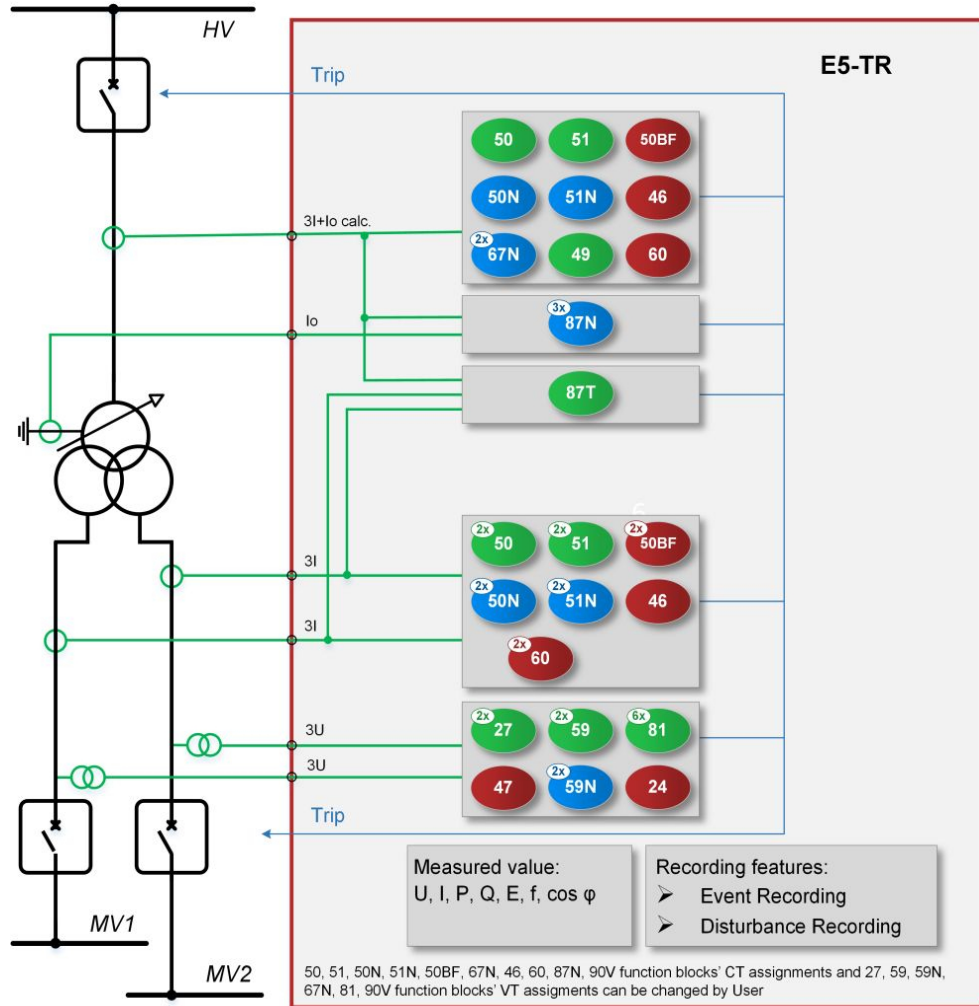 HV
E5-TR
Trip
50 51 50BF
50N 51N 46
3I+Io calc.
2x
67N 49 60
Io
3x
87N
87T
6
2x 2x 2x
50 51 50BF
3I
2x 2x
50N 51N 46
3I
2x
60
2x 2x 6x
27 59 81
3U
3U
2x
47 59N 24
Trip
Measured value:
U, I, P, Q, E, f, cos φ
Recording features:
➤ Event Recording
➤ Disturbance Recording
MV1
MV2
50, 51, 50N, 51N, 50BF, 67N, 46, 60, 87N, 90V function blocks' CT assignments and 27, 59, 59N,
67N, 81, 90V function blocks' VT assigments can be changed by User